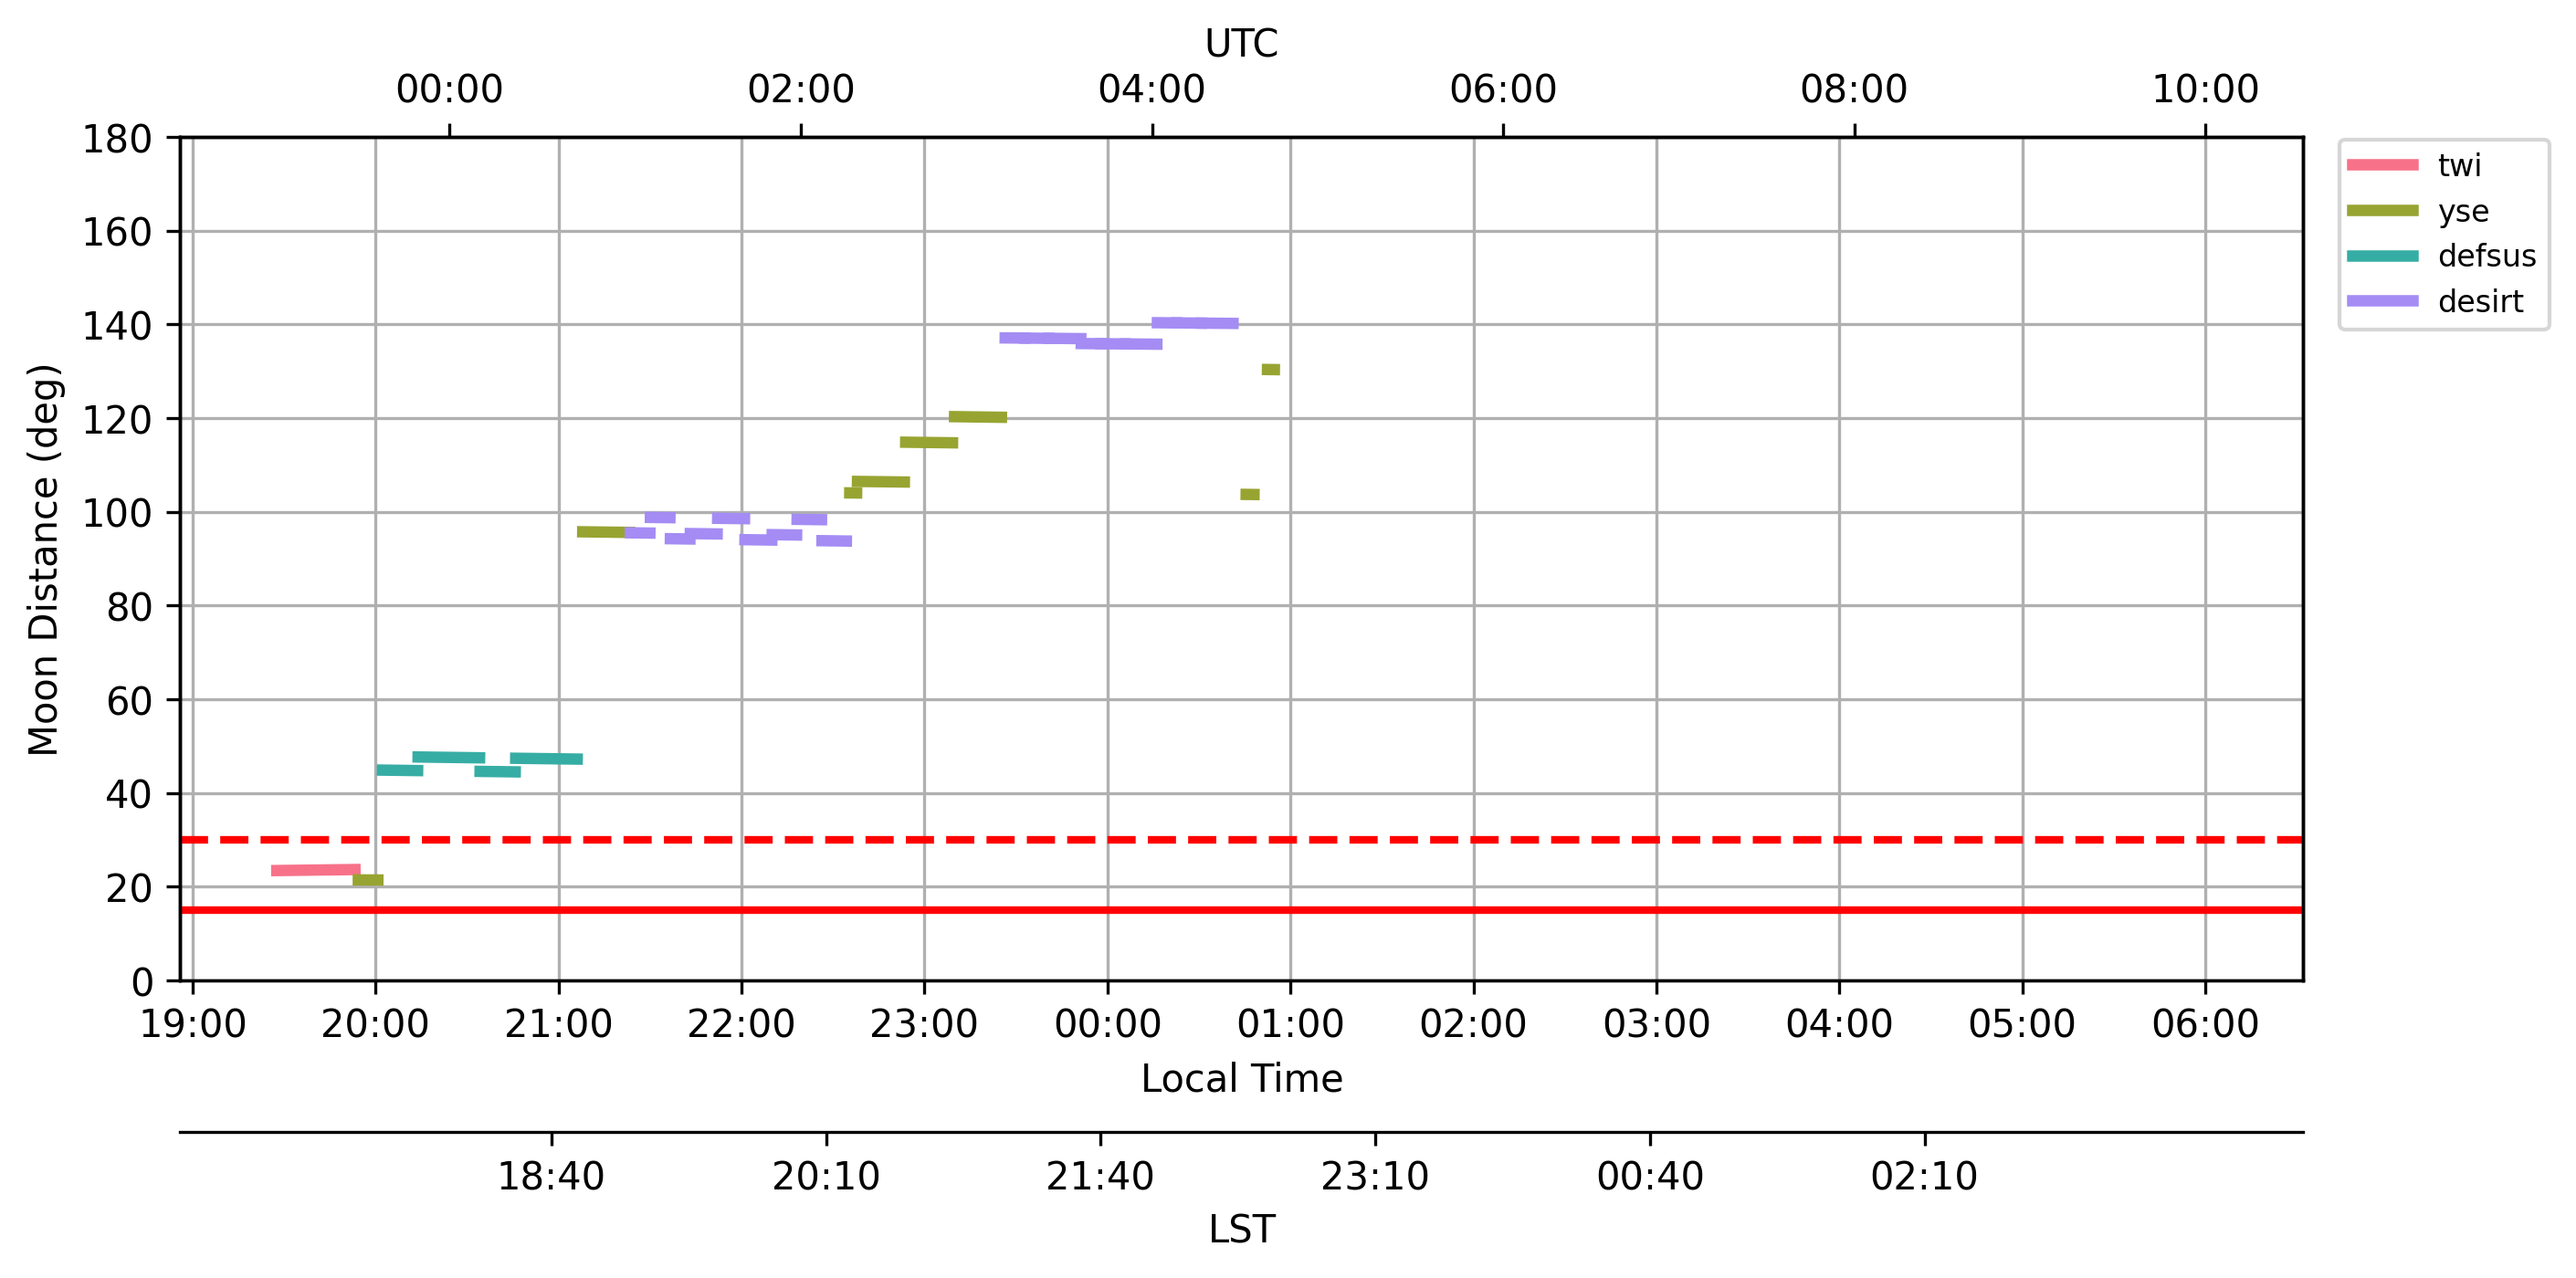 UTC
00:00 02:00 04:00 06:00 08:00 10:00
180
160
140
120
100
80
60
40
20
0
Moon Distance (deg)
twi
yse
defsus
desirt
19:00 20:00 21:00 22:00 23:00 00:00 01:00 02:00 03:00 04:00 05:00 06:00
Local Time
18:40 20:10 21:40 23:10 00:40 02:10
LST